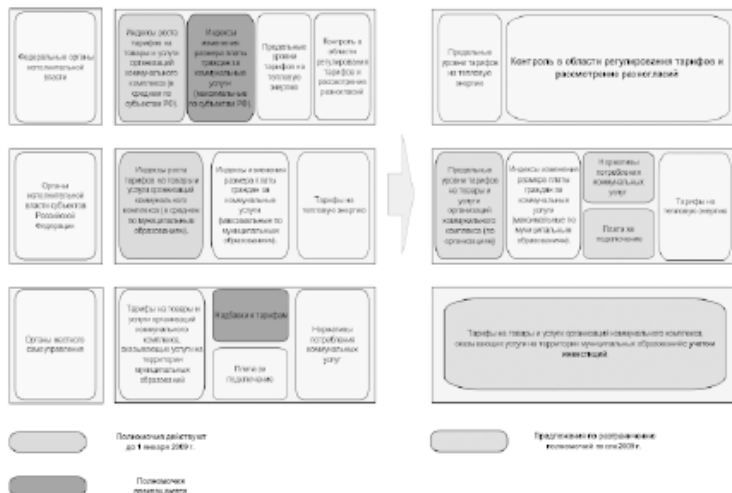 Федеральные органы
исполнительной
власти
Индексы роста
тарифов на
товары и услуги
организаций
коммунального
комплекса (в
среднем по
субъектам РФ).
Индексы
изменения
размера платы
граждан за
коммунальные
услуги
(максимальные
по субъектам РФ).
Предельные
уровни
тарифов на
тепловую
энергию
Контроль в
области
регулирования
тарифов и
рассмотрения
разногласий
Предельные
уровни тарифов
на тепловую
энергию
Контроль в области регулирования тарифов и
рассмотрение разногласий
Органы
исполнительной
власти субъектов
Российской
Федерации
Индексы роста
тарифов на товары и
услуги организаций
коммунального
комплекса (в среднем
по муниципальным
образованиям).
Индексы изменения
размера платы
граждан за
коммунальные услуги
(максимальные по
муниципальным
образованиям).
Тарифы на
тепловую энергию
Предельные
уровни тарифов
на товары и
услуги
организаций
коммунального
комплекса (по
организациям)
Индексы изменения
размера платы
граждан за
коммунальные
услуги
(максимальные по
муниципальным
образованиям).
Нормативы
потребления
коммунальных
услуг
Плата за
подключение
Тарифы на
тепловую энергию
Органы местного
самоуправления
Тарифы на товары и
услуги организаций
коммунального
комплекса,
оказывающих услуги на
территории
муниципальных
образований
Надбавки к тарифам
Плата за
подключение
Нормативы
потребления
коммунальных
услуг
Тарифы на товары и услуги организаций коммунального комплекса,
оказывающих услуги на территории муниципальных образований с учетом
инвестиций
Полномочия действуют
до 1 января 2009 г.
Предложения по разграничению
полномочий после 2009 г.
Полномочия